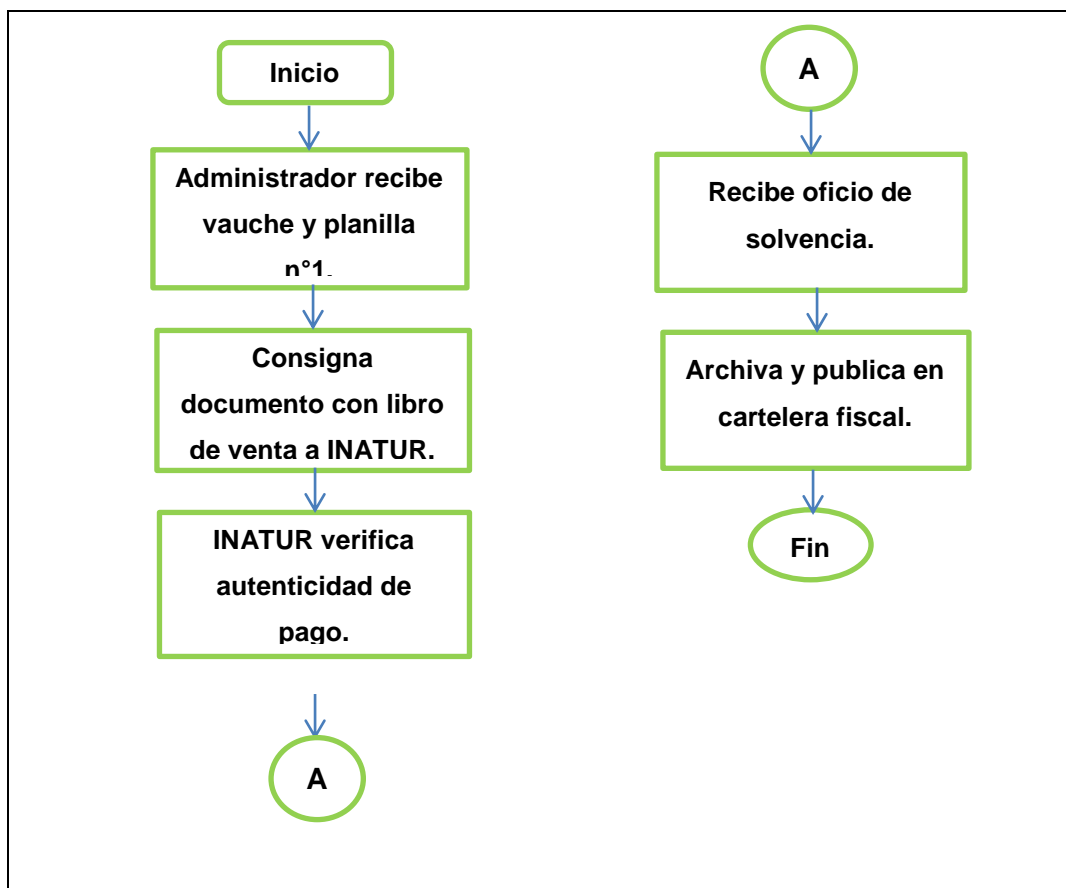 Inicio
Administrador recibe
vauche y planilla
n°1.
Consigna
documento con libro
de venta a INATUR.
INATUR verifica
autenticidad de
pago.
A
A
Recibe oficio de
solvencia.
Archiva y publica en
cartelera fiscal.
Fin